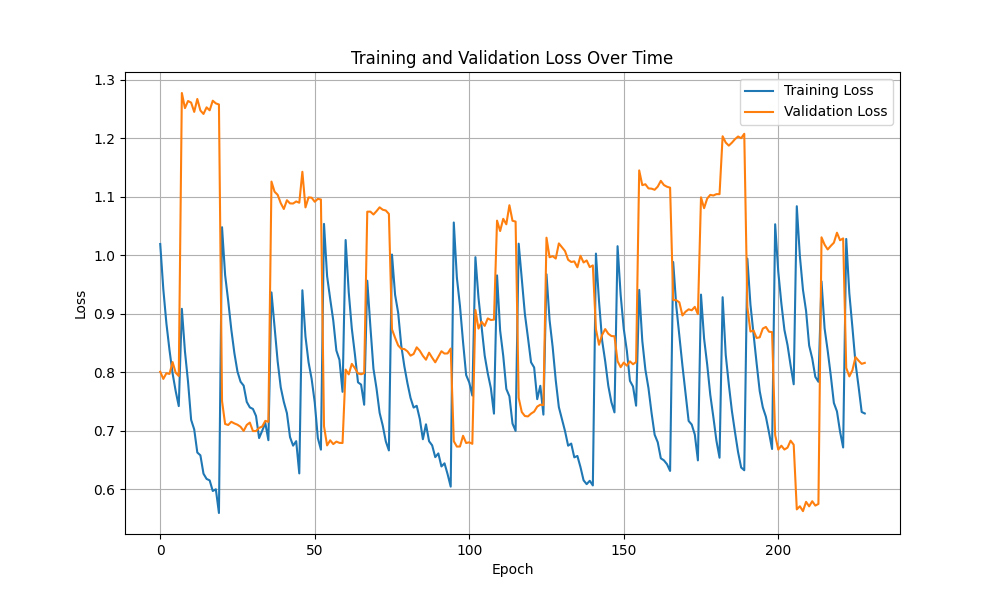 Training and Validation Loss Over Time
1.3
1.2
1.1
1.0
0.9
0.8
0.7
0.6
Loss
Training Loss
Validation Loss
0 50 100 150 200
Epoch